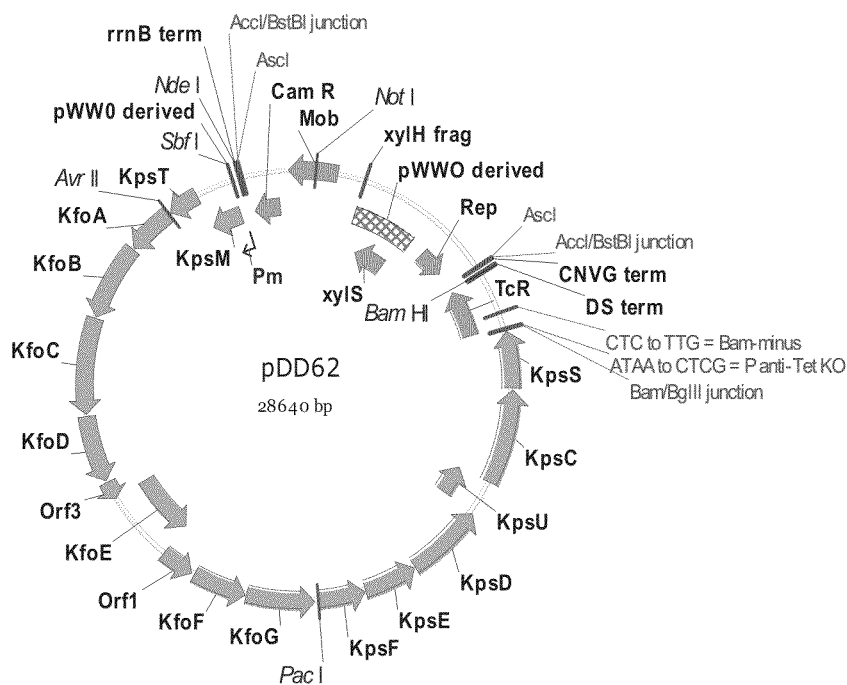 AccI/BstBI junction
rrnB term
AscI
Nde I
Cam R
Not I
pWW0 derived
Mob
xylH frag
Sbf I
pWWO derived
Avr II
KpsT
Rep
KfoA
AscI
AccI/BstBI junction
KpsM
CNVG term
KfoB
Pm
TcR
xylS
DS term
Bam HI
CTC to TTG = Bam-minus
KfoC
ATAA to CTCG = P anti-Tet KO
pDD62
KpsS
Bam/BglII junction
28640 bp
KfoD
KpsC
Orf3
KpsU
KfoE
KpsD
Orf1
KpsE
KfoF
KfoG
KpsF
Pac I